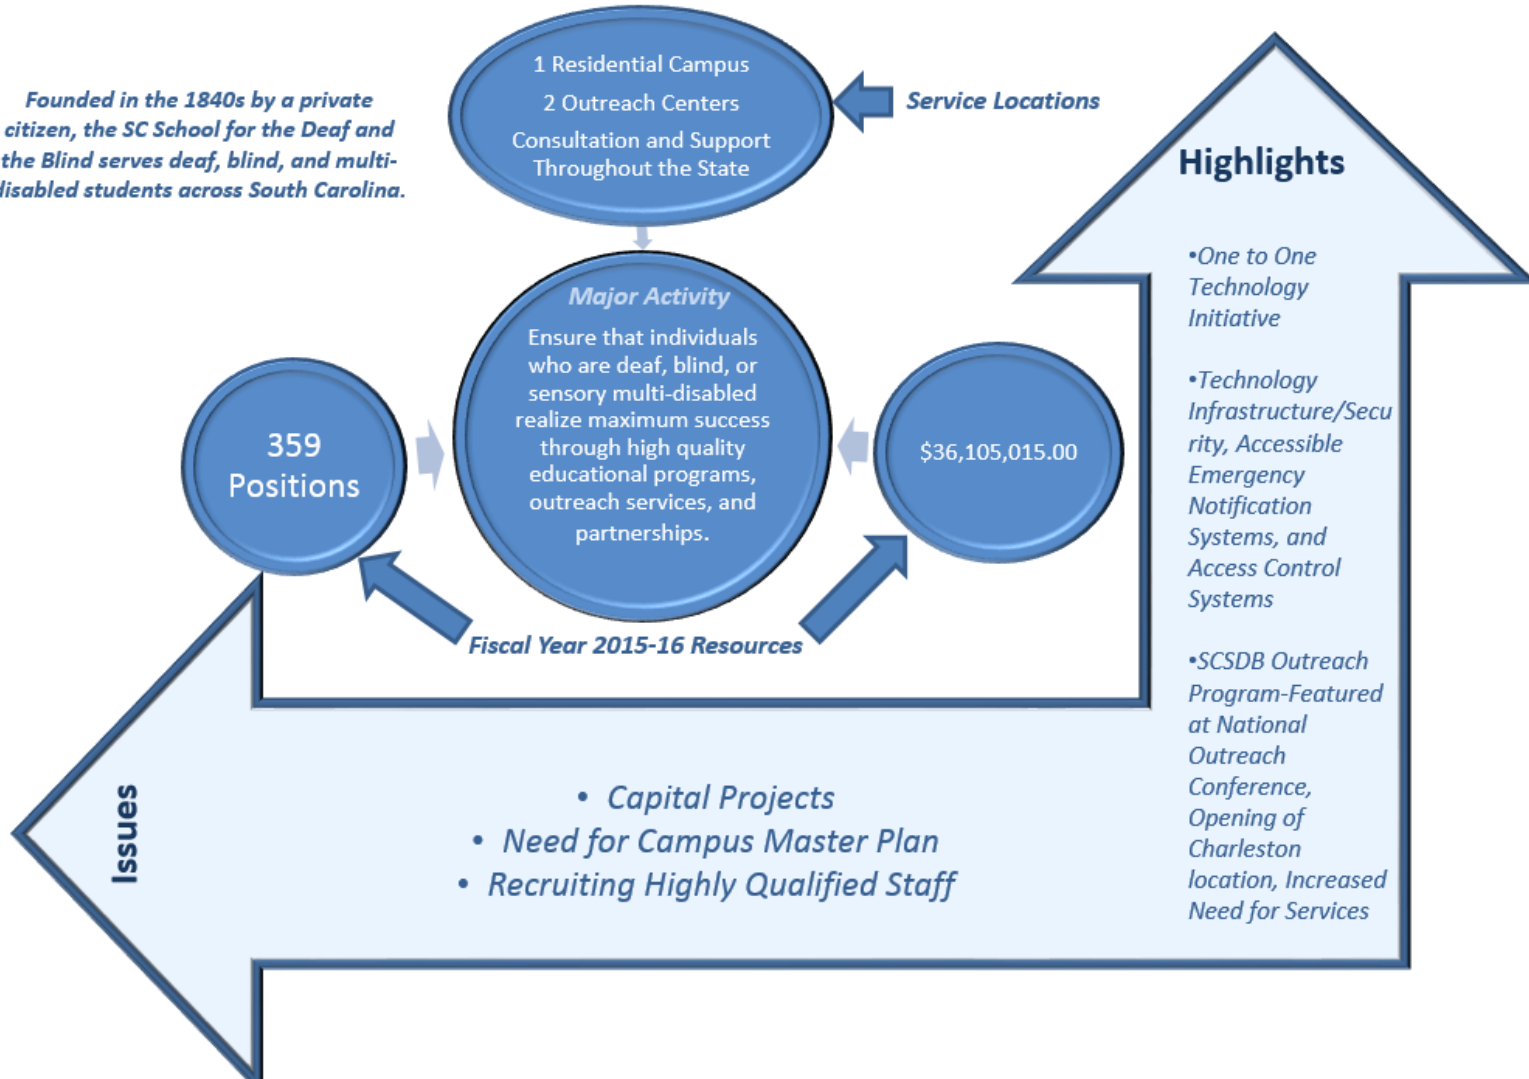 Founded in the 1840s by a private
citizen, the SC School for the Deaf and
the Blind serves deaf, blind, and multi-
disabled students across South Carolina.
1 Residential Campus
2 Outreach Centers
Consultation and Support
Throughout the State
Service Locations
Major Activity
Ensure that individuals
who are deaf, blind, or
sensory multi-disabled
realize maximum success
through high quality
educational programs,
outreach services, and
partnerships.
359
Positions
$36,105,015.00
Fiscal Year 2015-16 Resources
Highlights
•One to One
Technology
Initiative
•Technology
Infrastructure/Secu
rity, Accessible
Emergency
Notification
Systems, and
Access Control
Systems
•SCSDB Outreach
Program-Featured
at National
Outreach
Conference,
Opening of
Charleston
location, Increased
Need for Services
Issues
• Capital Projects
• Need for Campus Master Plan
• Recruiting Highly Qualified Staff